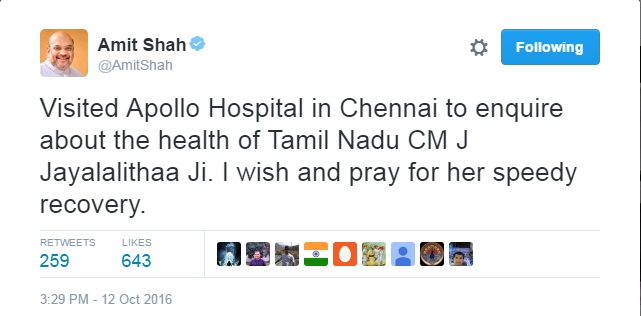 Amit Shah
@AmitShah
Following
Visited Apollo Hospital in Chennai to enquire
about the health of Tamil Nadu CM J
Jayalalithaa Ji. I wish and pray for her speedy
recovery.
RETWEETS LIKES
259 643
3:29 PM - 12 Oct 2016